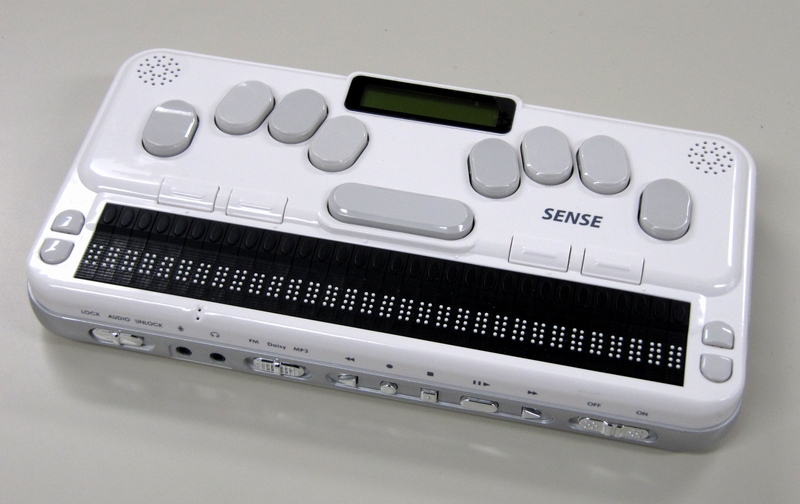 SENSE
LOCK AUDIO UNLOCK
FM Daisy MP3
OFF ON